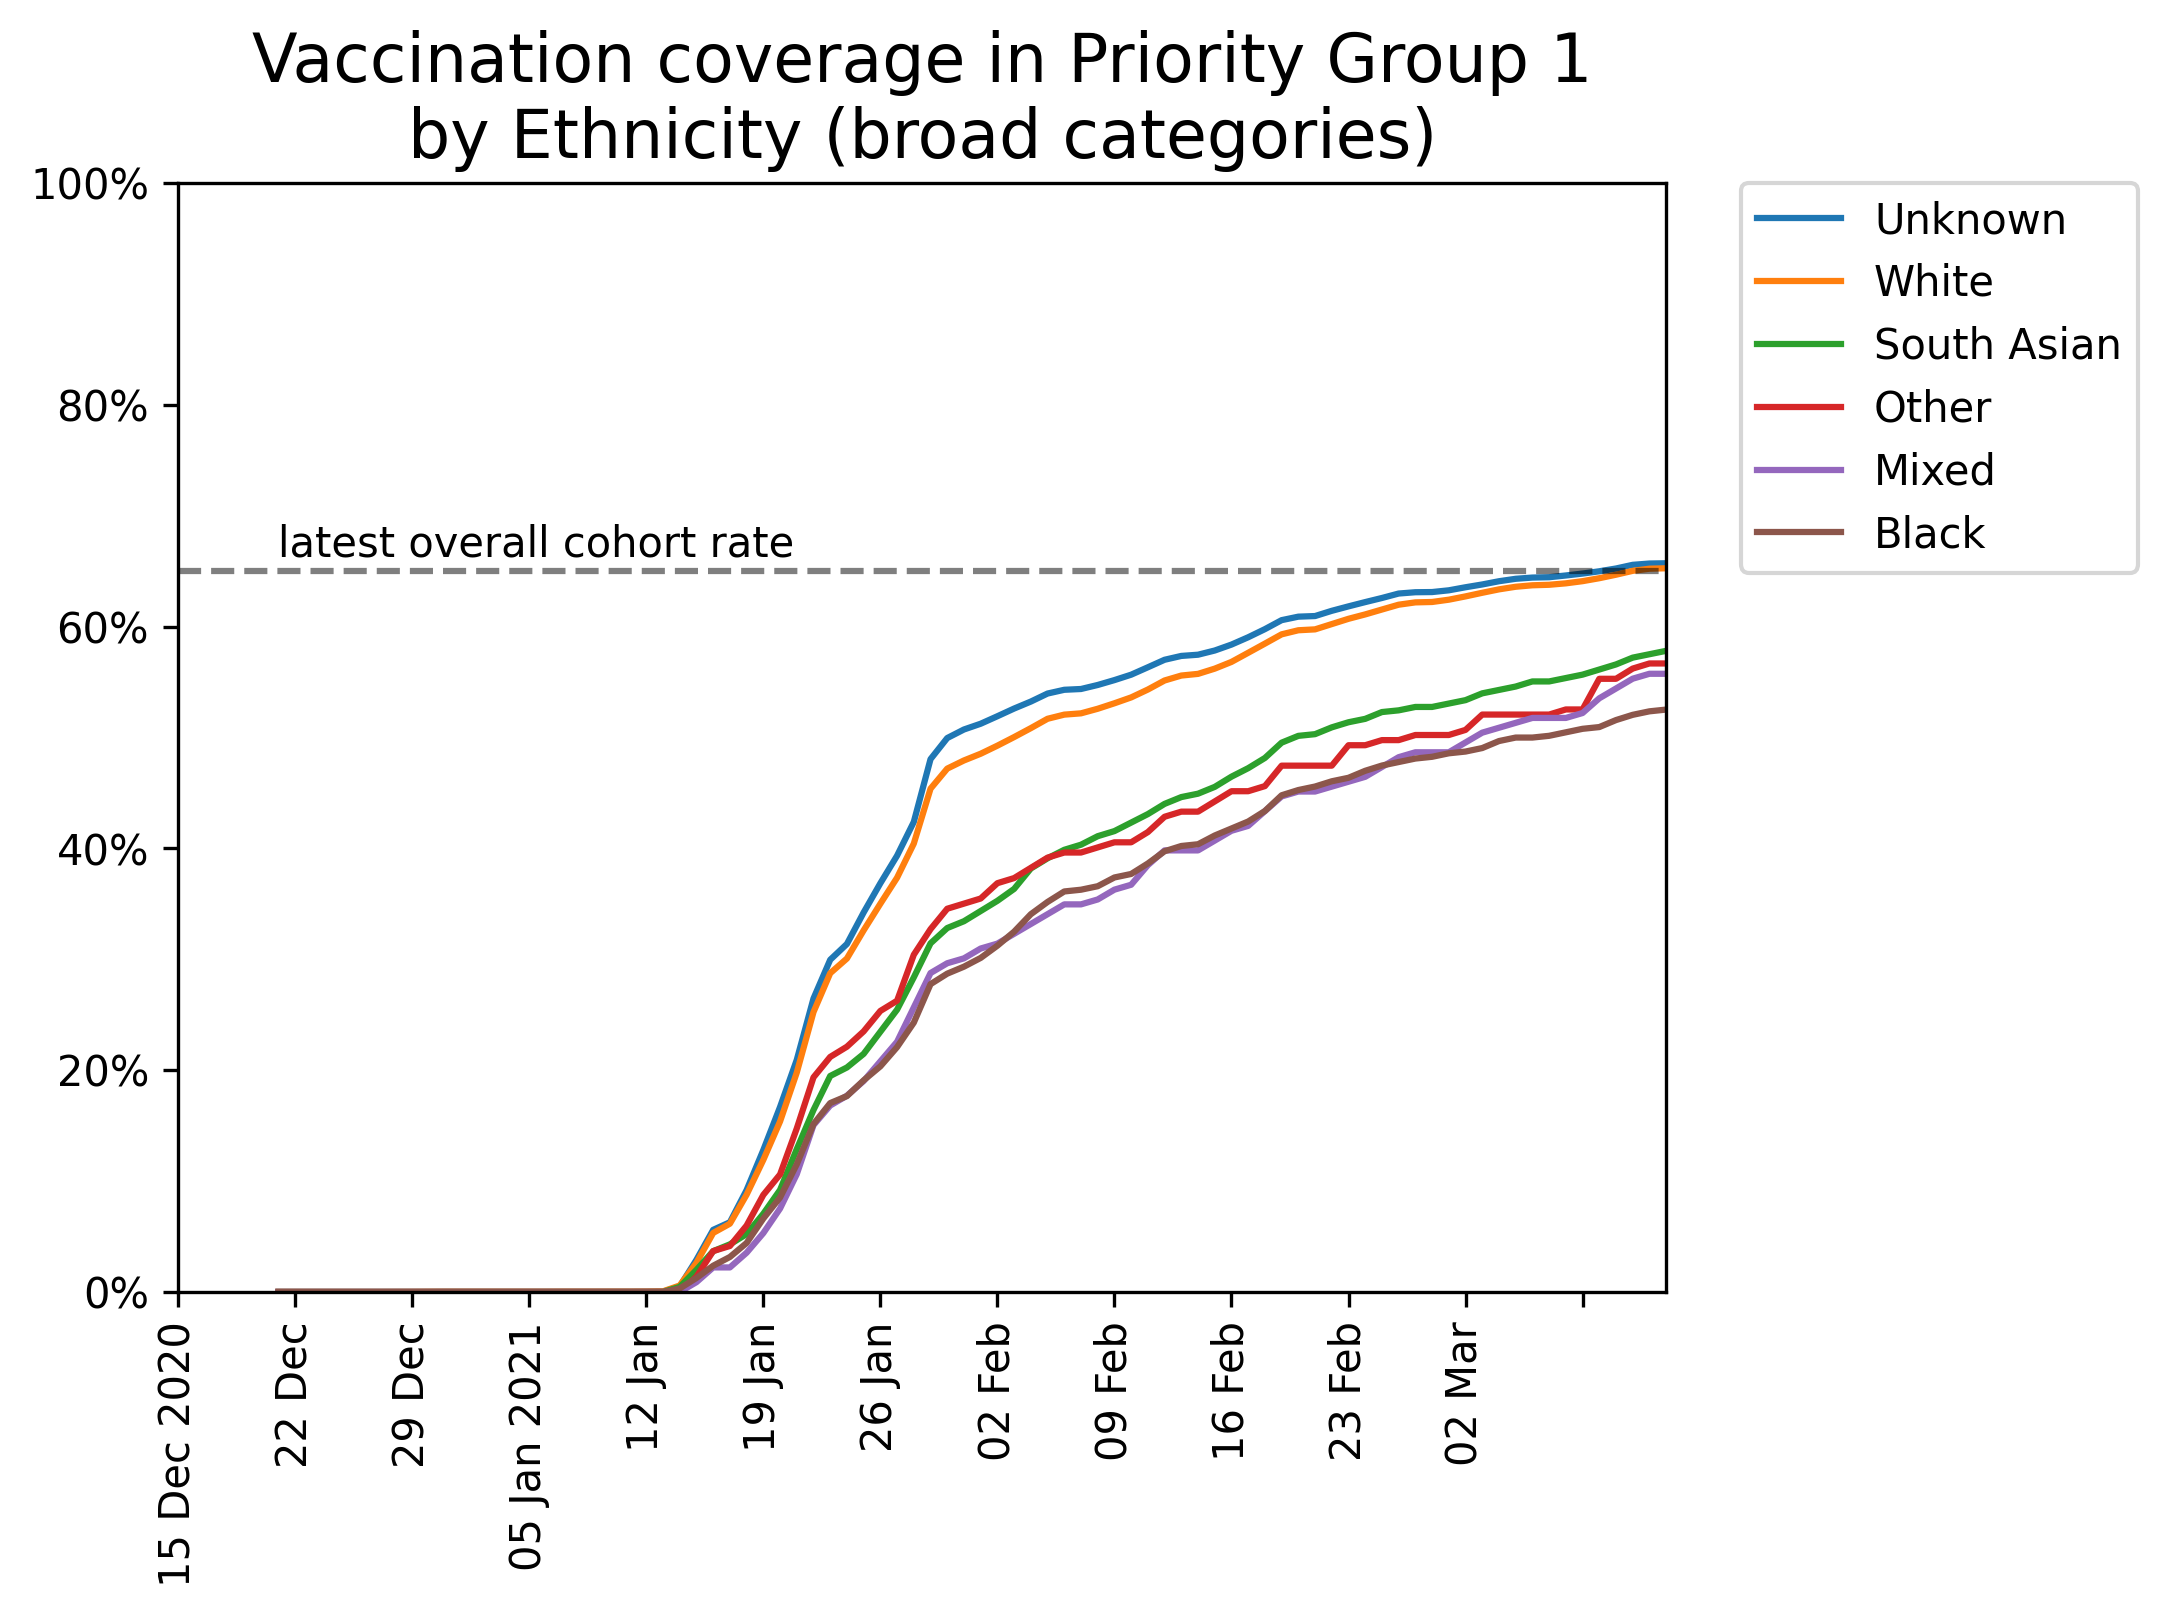 Vaccination coverage in Priority Group 1
by Ethnicity (broad categories)
100%
80%
60%
40%
20%
0%
latest overall cohort rate
Unknown
White
South Asian
Other
Mixed
Black
15 Dec 2020
22 Dec
29 Dec
05 Jan 2021
12 Jan
19 Jan
26 Jan
02 Feb
09 Feb
16 Feb
23 Feb
02 Mar